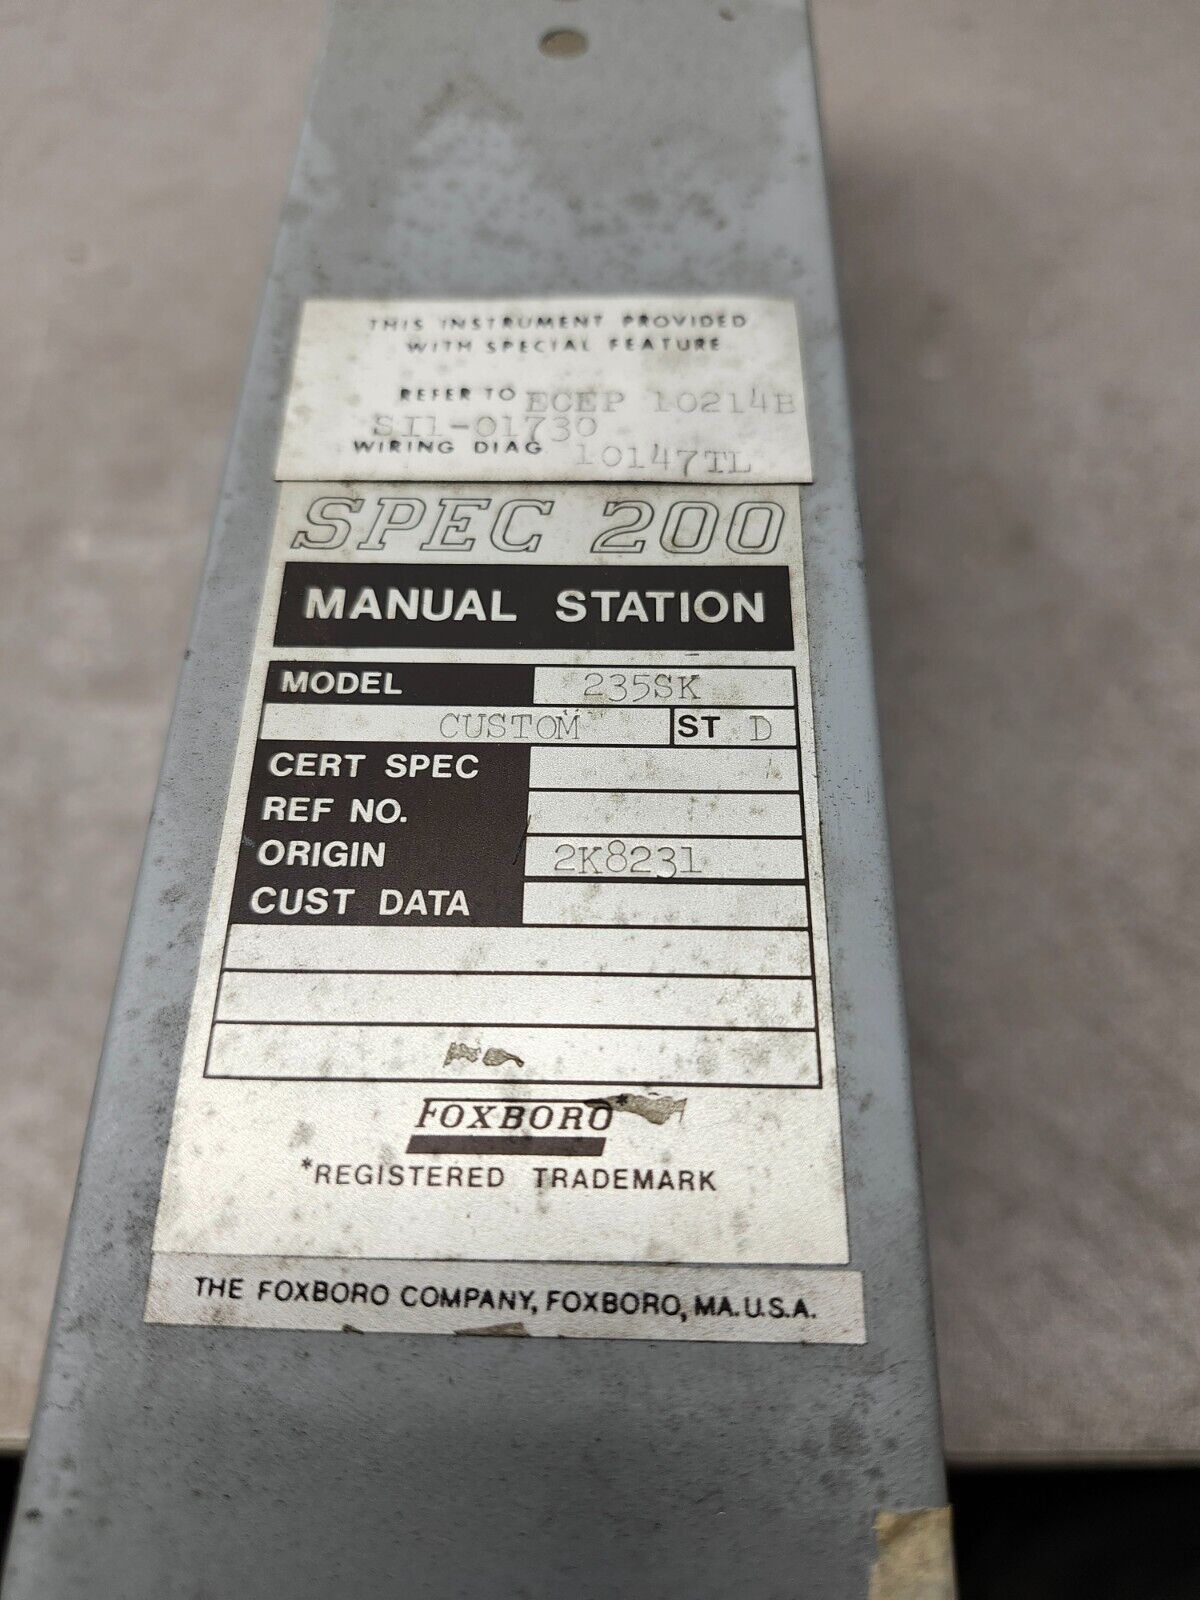 THIS INSTRUMENT PROVIDED
WITH SPECIAL FEATURE
REFER TO ECEP 10214B
SI1-01730
WIRING DIAG 10147TL
SPEC 200
MANUAL STATION
MODEL 235SK
CUSTOM ST D
CERT SPEC
REF NO.
ORIGIN 2K8231
CUST DATA
FOXBORO*
*REGISTERED TRADEMARK
THE FOXBORO COMPANY, FOXBORO, MA. U.S.A.